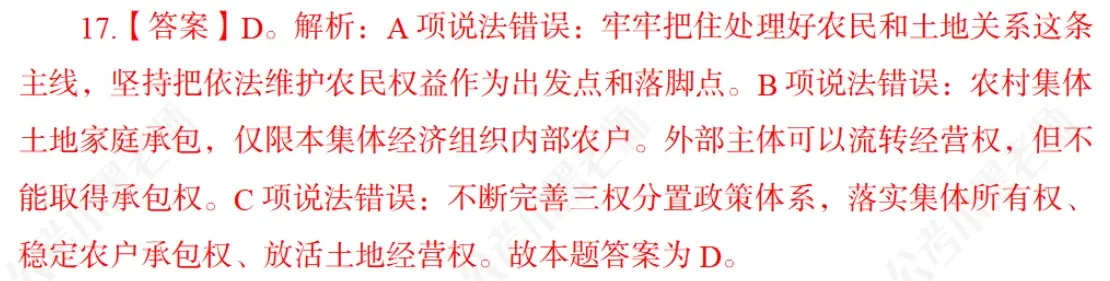 17.【答案】D。解析：A 项说法错误：牢牢把住处理好农民和土地关系这条
主线，坚持把依法维护农民权益作为出发点和落脚点。B 项说法错误：农村集体
土地家庭承包，仅限本集体经济组织内部农户。外部主体可以流转经营权，但不
能取得承包权。C 项说法错误：不断完善三权分置政策体系，落实集体所有权、
稳定农户承包权、放活土地经营权。故本题答案为 D。